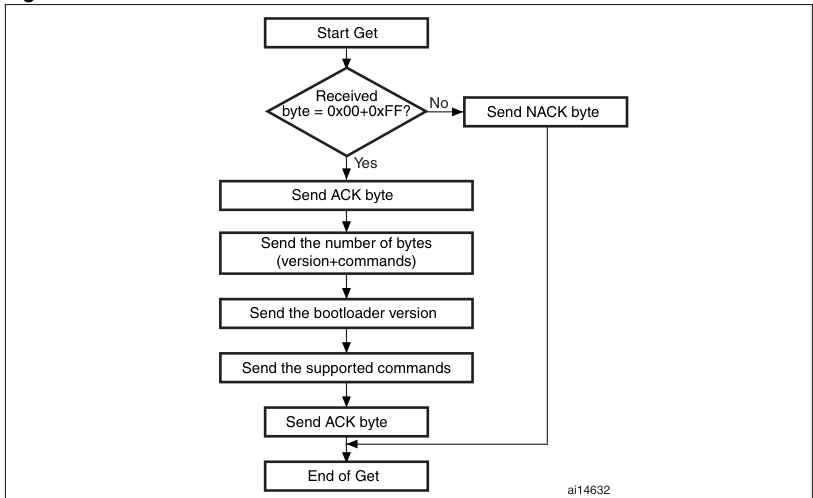 Start Get
Received
byte = 0x00+0xFF?
No
Send NACK byte
Yes
Send ACK byte
Send the number of bytes
(version+commands)
Send the bootloader version
Send the supported commands
Send ACK byte
End of Get
ai14632